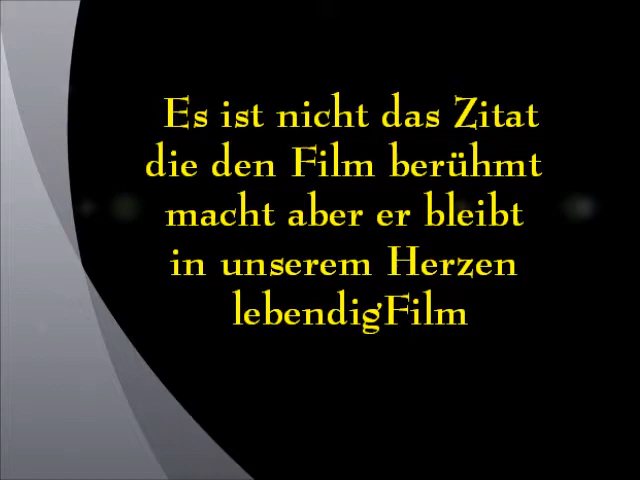 Es ist nicht das Zitat
die den Film berühmt
macht aber er bleibt
in unserem Herzen
lebendigFilm